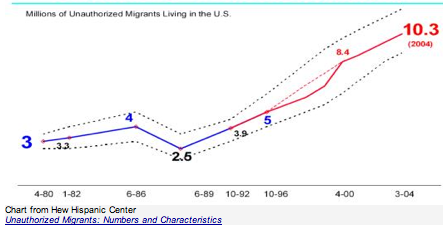 Millions of Unauthorized Migrants Living in the U.S.
10.3
(2004)
8.4
4
5
3
3.3
3.9
2.5
4-80 1-82 6-86 6-89 10-92 10-96 4-00 3-04
Chart from Hew Hispanic Center
Unauthorized Migrants: Numbers and Characteristics